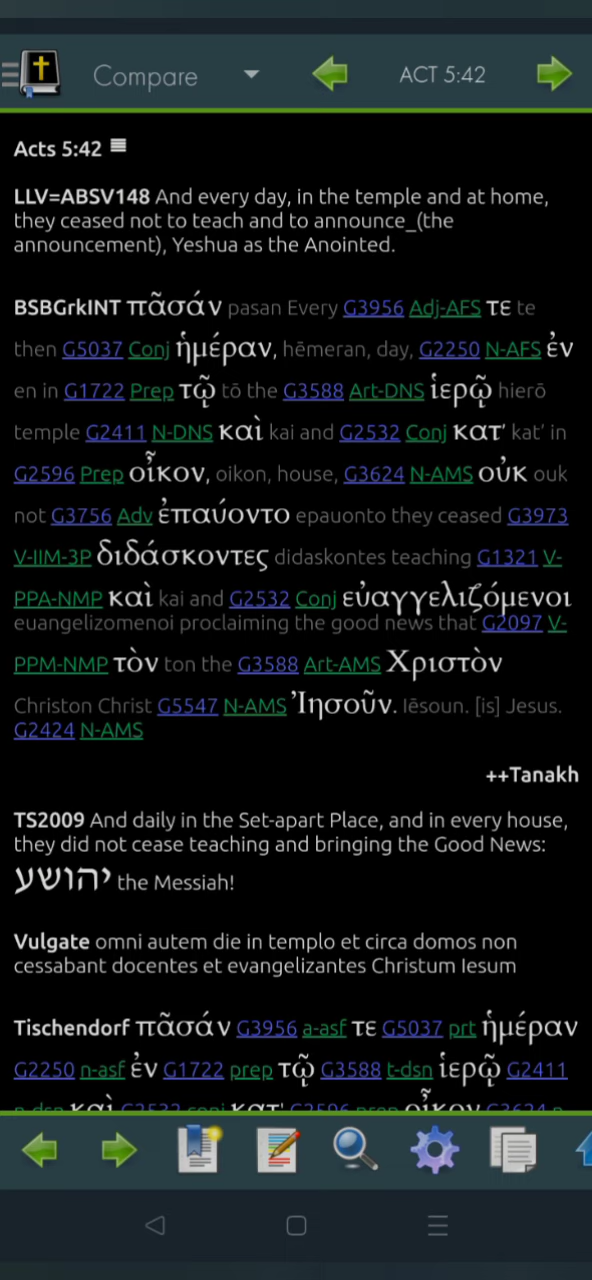 Compare
ACT 5:42
Acts 5:42
LLV=ABSV148 And every day, in the temple and at home,
they ceased not to teach and to announce_(the
announcement), Yeshua as the Anointed.
BSBGrkINT πᾶσάν pasan Every G3956 Adj-AFS τε te
then G5037 Conj ἡμέραν, hēmeran, day, G2250 N-AFS ἐν
en in G1722 Prep τῷ tō the G3588 Art-DNS ἱερῷ hierō
temple G2411 N-DNS καὶ kai and G2532 Conj κατ’ kat’ in
G2596 Prep οἶκον, oikon, house, G3624 N-AMS οὐκ ouk
not G3756 Adv ἐπαύοντο epauonto they ceased G3973
V-IIM-3P διδάσκοντες didaskontes teaching G1321 V-
PPA-NMP καὶ kai and G2532 Conj εὐαγγελιζόμενοι
euangelizomenoi proclaiming the good news that G2097 V-
PPM-NMP τὸν ton the G3588 Art-AMS Χριστὸν
Christon Christ G5547 N-AMS Ἰησοῦν. Iēsoun. [is] Jesus.
G2424 N-AMS
++Tanakh
TS2009 And daily in the Set-apart Place, and in every house,
they did not cease teaching and bringing the Good News:
יהושע the Messiah!
Vulgate omni autem die in templo et circa domos non
cessabant docentes et evangelizantes Christum Iesum
Tischendorf πᾶσάν G3956 a-asf τε G5037 prt ἡμέραν
G2250 n-asf ἐν G1722 prep τῷ G3588 t-dsn ἱερῷ G2411
n-dsn καὶ G2532 conj κατ' G2596 prep οἶκον G3624 n-